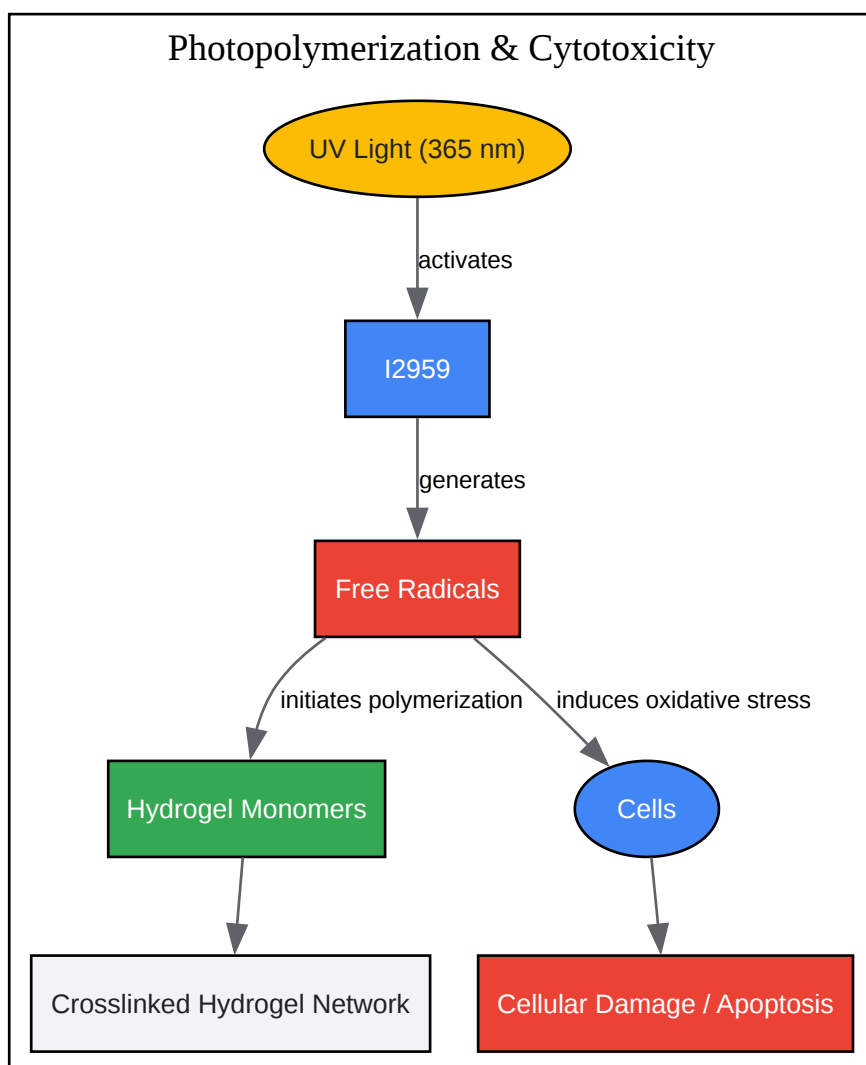 Photopolymerization & Cytotoxicity
UV Light (365 nm)
activates
I2959
generates
Free Radicals
initiates polymerization
induces oxidative stress
Hydrogel Monomers
Cells
Crosslinked Hydrogel Network
Cellular Damage / Apoptosis